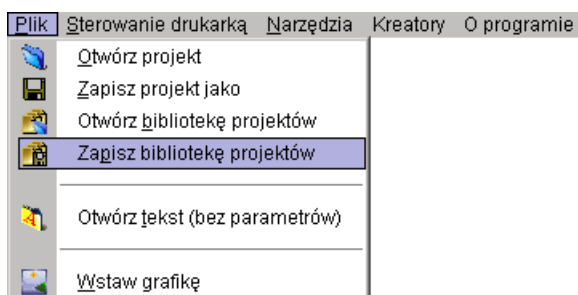 Plik Sterowanie drukarką Narzędzia Kreatory O programie
Otwórz projekt
Zapisz projekt jako
Otwórz bibliotekę projektów
Zapisz bibliotekę projektów
Otwórz tekst (bez parametrów)
Wstaw grafikę